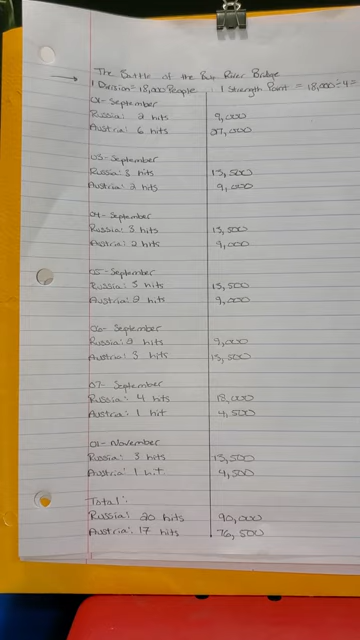 The Battle of the Bug River Bridge
1 Division = 18,000 People : 1 Strength Point = 18,000 ÷ 4 =
02- September
Russia: 2 hits 9,000
Austria: 6 hits 27,000
03- September
Russia: 3 hits 13,500
Austria: 2 hits 9,000
04- September
Russia: 3 hits 13,500
Austria: 2 hits 9,000
05- September
Russia: 3 hits 13,500
Austria: 2 hits 9,000
06- September
Russia: 2 hits 9,000
Austria: 3 hits 13,500
07- September
Russia: 4 hits 18,000
Austria: 1 hit 4,500
01- November
Russia: 3 hits 13,500
Austria: 1 hit 4,500
Total:
Russia: 20 hits 90,000
Austria: 17 hits 76,500